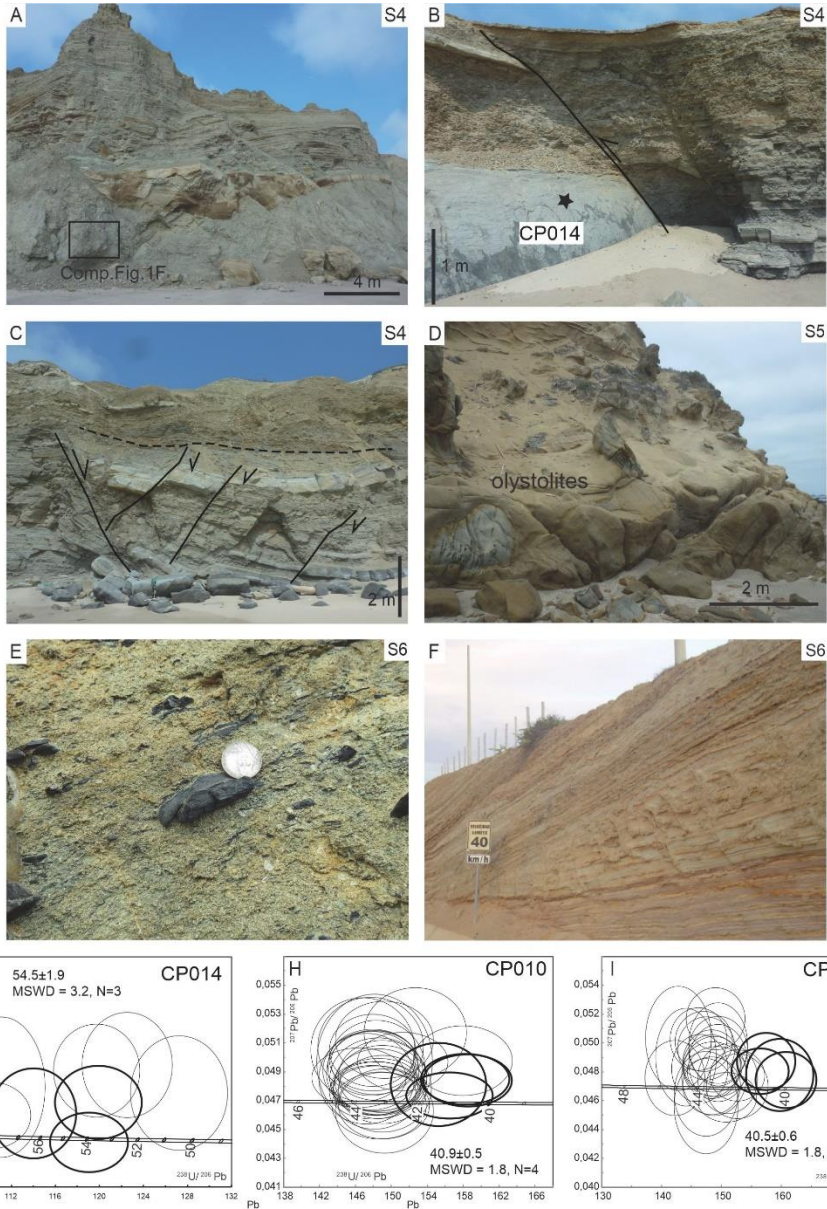 A
S4
Comp.Fig.1F
4 m
B
S4
CP014
1 m
C
S4
2 m
D
S5
olystolites
2 m
E
S6
F
S6
40
km/h
54.5±1.9
MSWD = 3.2, N=3
CP014
56
54
52
50
²³⁸U/²⁰⁶Pb
112
116
120
124
128
132
Pb
H
CP010
0,055
0,053
0,051
0,049
0,047
0,045
0,043
0,041
²⁰⁷Pb/²⁰⁶Pb
46
44
42
40
40.9±0.5
MSWD = 1.8, N=4
²³⁸U/²⁰⁶Pb
138
142
146
150
154
158
162
166
Pb
I
CP
0,054
0,052
0,050
0,048
0,046
0,044
0,042
0,040
²⁰⁷Pb/²⁰⁶Pb
48
44
40
40.5±0.6
MSWD = 1.8,
²³⁸
130
140
150
160